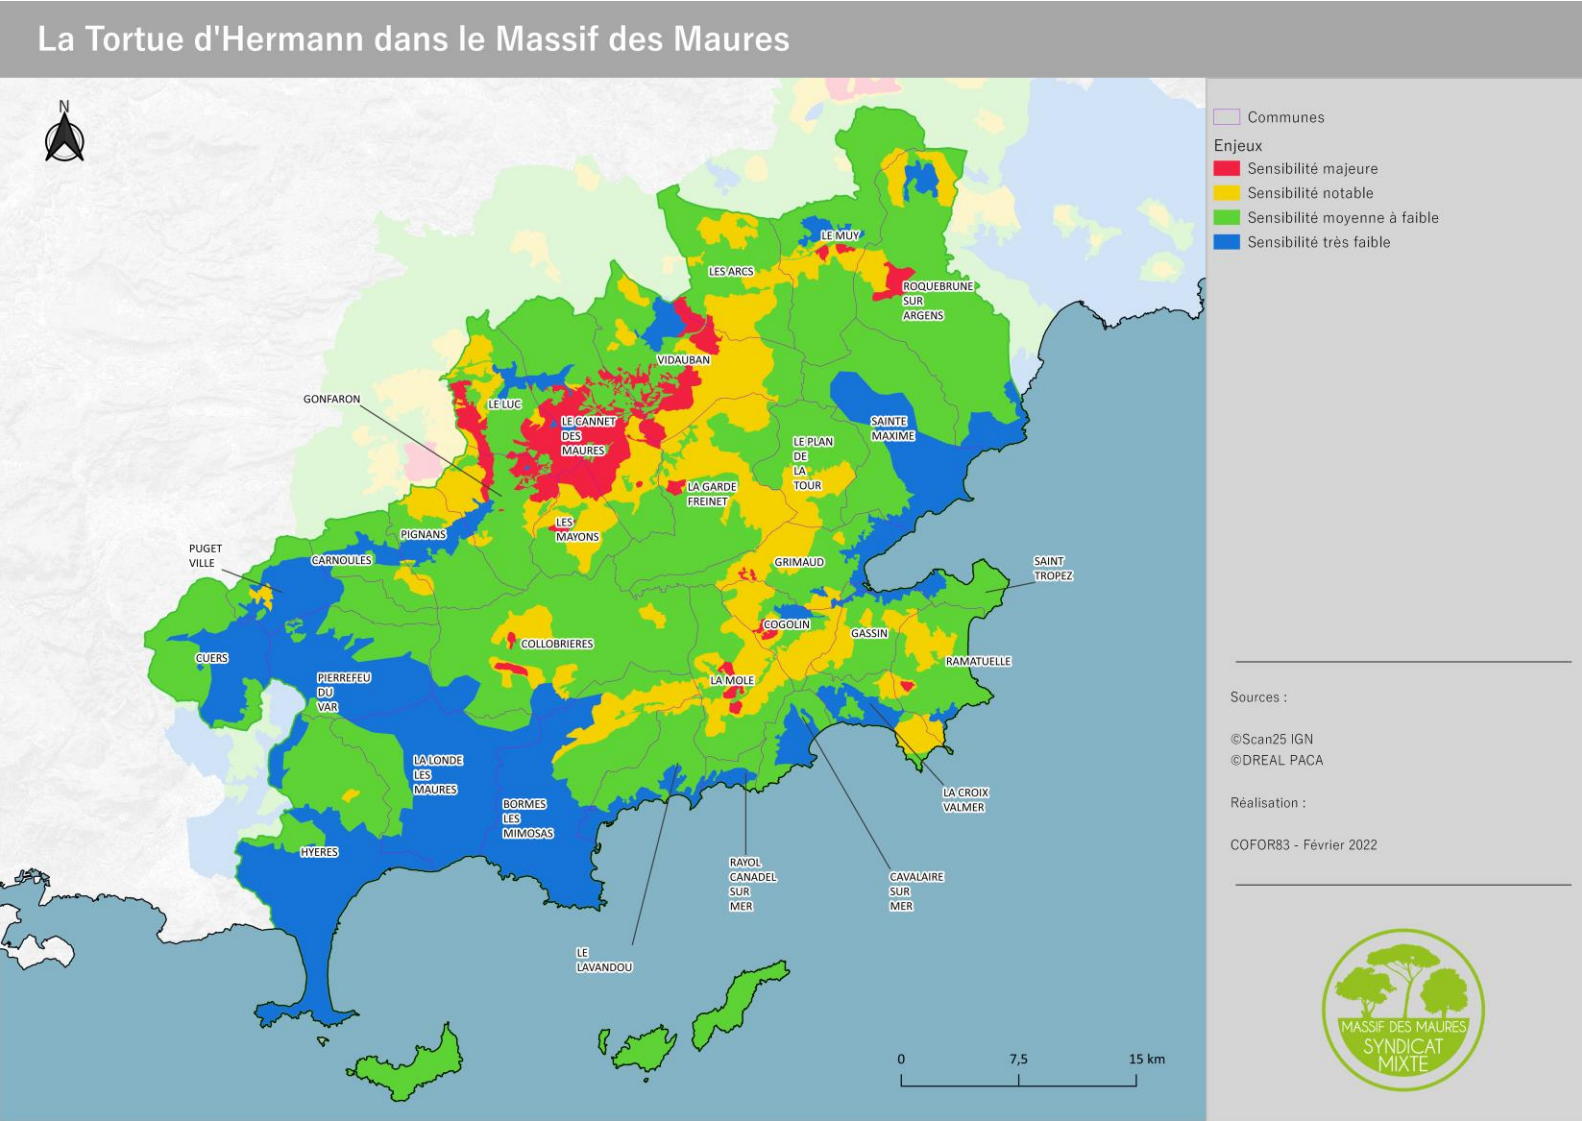 La Tortue d'Hermann dans le Massif des Maures
N
Communes
Enjeux
Sensibilité majeure
Sensibilité notable
Sensibilité moyenne à faible
Sensibilité très faible
LE MUY
LES ARCS
ROQUEBRUNE
SUR
ARGENS
VIDAUBAN
GONFARON
LE LUC
LE CANNET
DES
MAURES
SAINTE
MAXIME
LE PLAN
DE
LA
TOUR
LA GARDE
FREINET
LES
MAYONS
PIGNANS
PUGET
VILLE
CARNOULES
GRIMAUD
SAINT
TROPEZ
COGOLIN
GASSIN
COLLOBRIERES
CUERS
RAMATUELLE
PIERREFEU
DU
VAR
LA MOLE
LA LONDE
LES
MAURES
BORMES
LES
MIMOSAS
LA CROIX
VALMER
HYERES
RAYOL
CANADEL
SUR
MER
CAVALAIRE
SUR
MER
LE
LAVANDOU
0 7,5 15 km
Sources :
©Scan25 IGN
©DREAL PACA
Réalisation :
COFOR83 - Février 2022
MASSIF DES MAURES
SYNDICAT
MIXTE